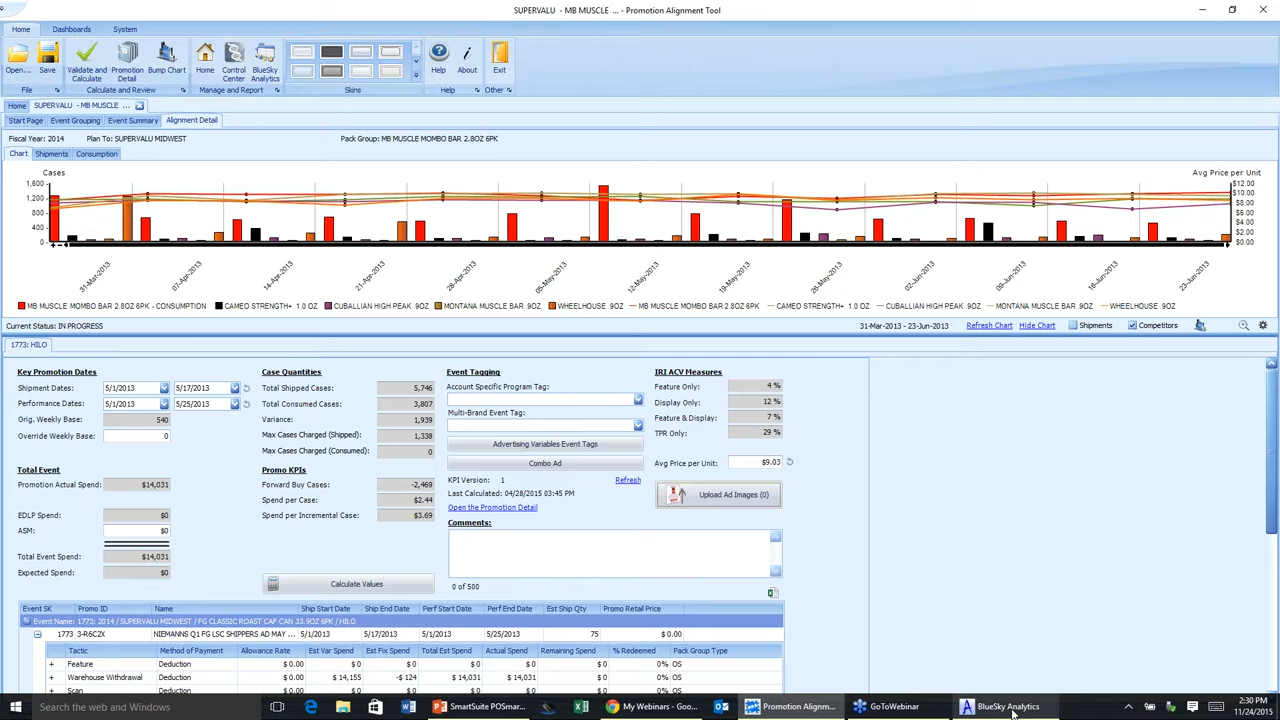 SUPERVALU - MB MUSCLE ... - Promotion Alignment Tool
Home Dashboards System
Open... Save Validate and Calculate Promotion Detail Bump Chart Home Control Center BlueSky Analytics Help About Exit
File Calculate and Review Manage and Report Skins Help Other
Home SUPERVALU - MB MUSCLE ...
Start Page Event Grouping Event Summary Alignment Detail
Fiscal Year: 2014 Plan To: SUPERVALU MIDWEST Pack Group: MB MUSCLE MOMBO BAR 2.8OZ 6PK
Chart Shipments Consumption
Cases Avg Price per Unit
1,600 1,200 800 400 0
$12.00 $10.00 $8.00 $6.00 $4.00 $2.00 $0.00
31-Mar-2013 07-Apr-2013 14-Apr-2013 21-Apr-2013 28-Apr-2013 05-May-2013 12-May-2013 19-May-2013 26-May-2013 02-Jun-2013 09-Jun-2013 16-Jun-2013 23-Jun-2013
MB MUSCLE MOMBO BAR 2.8OZ 6PK - CONSUMPTION CAMEO STRENGTH+ 1.0 OZ CUBALLIAN HIGH PEAK .9OZ MONTANA MUSCLE BAR .9OZ WHEELHOUSE .9OZ MB MUSCLE MOMBO BAR 2.8OZ 6PK CAMEO STRENGTH+ 1.0 OZ CUBALLIAN HIGH PEAK .9OZ MONTANA MUSCLE BAR .9OZ WHEELHOUSE .9OZ
Current Status: IN PROGRESS 31-Mar-2013 - 23-Jun-2013 Refresh Chart Hide Chart Shipments Competitors
1773: HILO
Key Promotion Dates
Shipment Dates: 5/1/2013 5/17/2013
Performance Dates: 5/1/2013 5/25/2013
Orig. Weekly Base: 540
Override Weekly Base: 0
Total Event
Promotion Actual Spend: $14,031
EDLP Spend: $0
ASM: $0
Total Event Spend: $14,031
Expected Spend: $0
Case Quantities
Total Shipped Cases: 5,746
Total Consumed Cases: 3,807
Variance: 1,939
Max Cases Charged (Shipped): 1,338
Max Cases Charged (Consumed): 0
Promo KPIs
Forward Buy Cases: -2,469
Spend per Case: $2.44
Spend per Incremental Case: $3.69
Calculate Values
Event Tagging
Account Specific Program Tag:
Multi-Brand Event Tag:
Advertising Variables Event Tags
Combo Ad
KPI Version: 1 Refresh
Last Calculated: 04/28/2015 03:45 PM
Open the Promotion Detail
Comments:
0 of 500
IRI ACV Measures
Feature Only: 4 %
Display Only: 12 %
Feature & Display: 7 %
TPR Only: 29 %
Avg Price per Unit: $9.03
Upload Ad Images (0)
Event SK Promo ID Name Ship Start Date Ship End Date Perf Start Date Perf End Date Est Ship Qty Promo Retail Price
Event Name: 2014 / SUPERVALU MIDWEST / FG CLASSIC ROAST CAF CAN 33.9OZ 6PK / HILO
1773 3-R6C2X NIEMANNS Q1 FG LSC SHIPPERS AD MAY ... 5/1/2013 5/17/2013 5/1/2013 5/25/2013 75 $ 0.00
Tactic Method of Payment Allowance Rate Est Var Spend Est Fix Spend Total Est Spend Actual Spend Remaining Spend % Redeemed Pack Group Type
+ Feature Deduction $ 0.00 $ 0 $ 0 $ 0 $ 0 $ 0 0% OS
+ Warehouse Withdrawal Deduction $ 0.00 $ 14,155 -$ 124 $ 14,031 $ 14,031 $ 0 0% OS
+ Scan Deduction $ 0.00 $ 0 $ 0 $ 0 $ 0 $ 0 0% OS
Search the web and Windows SmartSuite POSmar... My Webinars - Goo... Promotion Alignm... GoToWebinar BlueSky Analytics 2:30 PM
11/24/2015